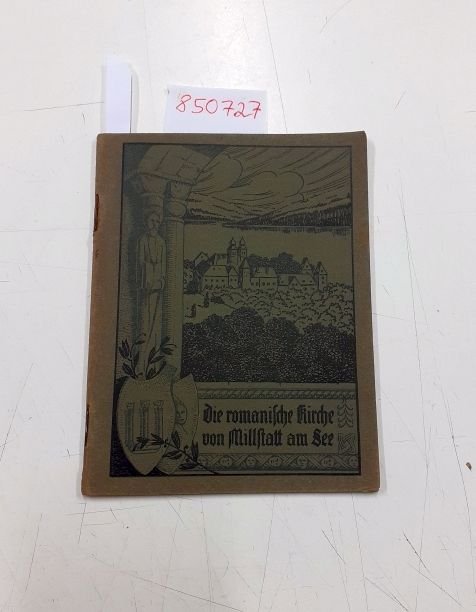 850727
Die romanische Kirche
von Millstatt am See